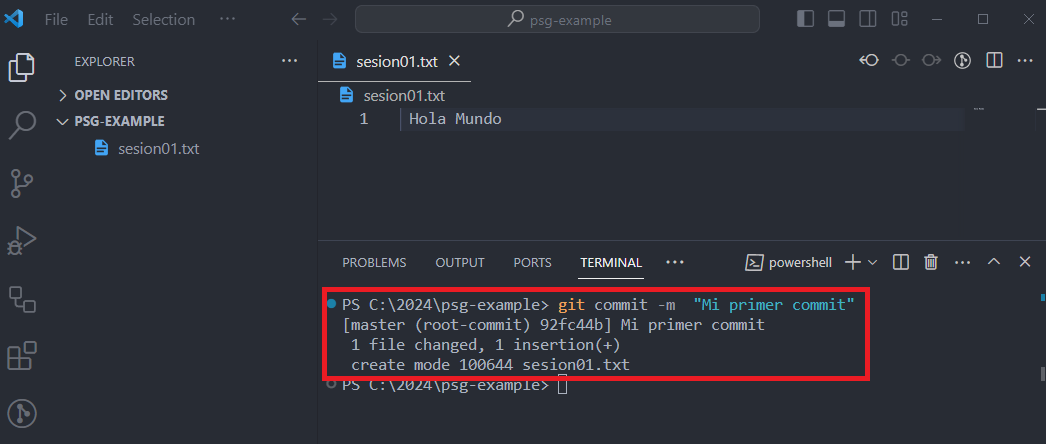 File Edit Selection ··· psg-example
EXPLORER ···
OPEN EDITORS
PSG-EXAMPLE
sesion01.txt
sesion01.txt
sesion01.txt
1 Hola Mundo
PROBLEMS OUTPUT PORTS TERMINAL ··· powershell
PS C:\2024\psg-example> git commit -m  "Mi primer commit"
[master (root-commit) 92fc44b] Mi primer commit
 1 file changed, 1 insertion(+)
 create mode 100644 sesion01.txt
PS C:\2024\psg-example>